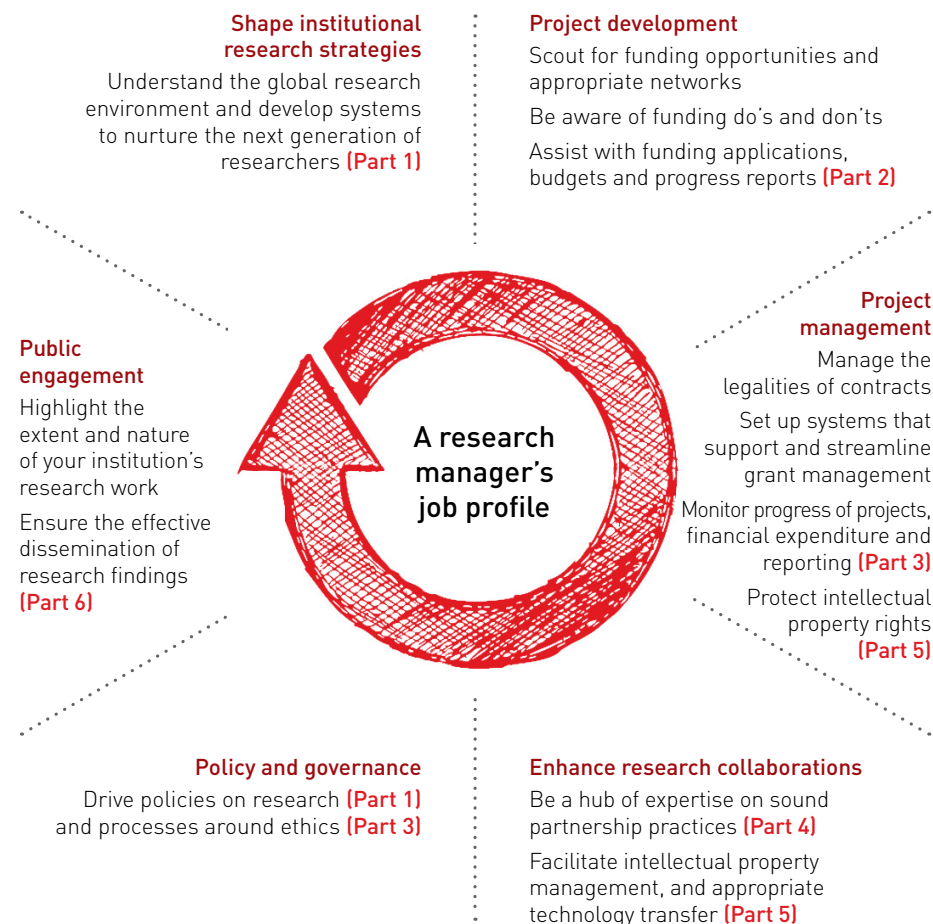 Shape institutional
research strategies
Understand the global research
environment and develop systems
to nurture the next generation of
researchers (Part 1)
Project development
Scout for funding opportunities and
appropriate networks
Be aware of funding do's and don'ts
Assist with funding applications,
budgets and progress reports (Part 2)
Project
management
Manage the
legalities of contracts
Set up systems that
support and streamline
grant management
Monitor progress of projects,
financial expenditure and
reporting (Part 3)
Protect intellectual
property rights
(Part 5)
Public
engagement
Highlight the
extent and nature
of your institution's
research work
Ensure the effective
dissemination of
research findings
(Part 6)
A research
manager's
job profile
Policy and governance
Drive policies on research (Part 1)
and processes around ethics (Part 3)
Enhance research collaborations
Be a hub of expertise on sound
partnership practices (Part 4)
Facilitate intellectual property
management, and appropriate
technology transfer (Part 5)